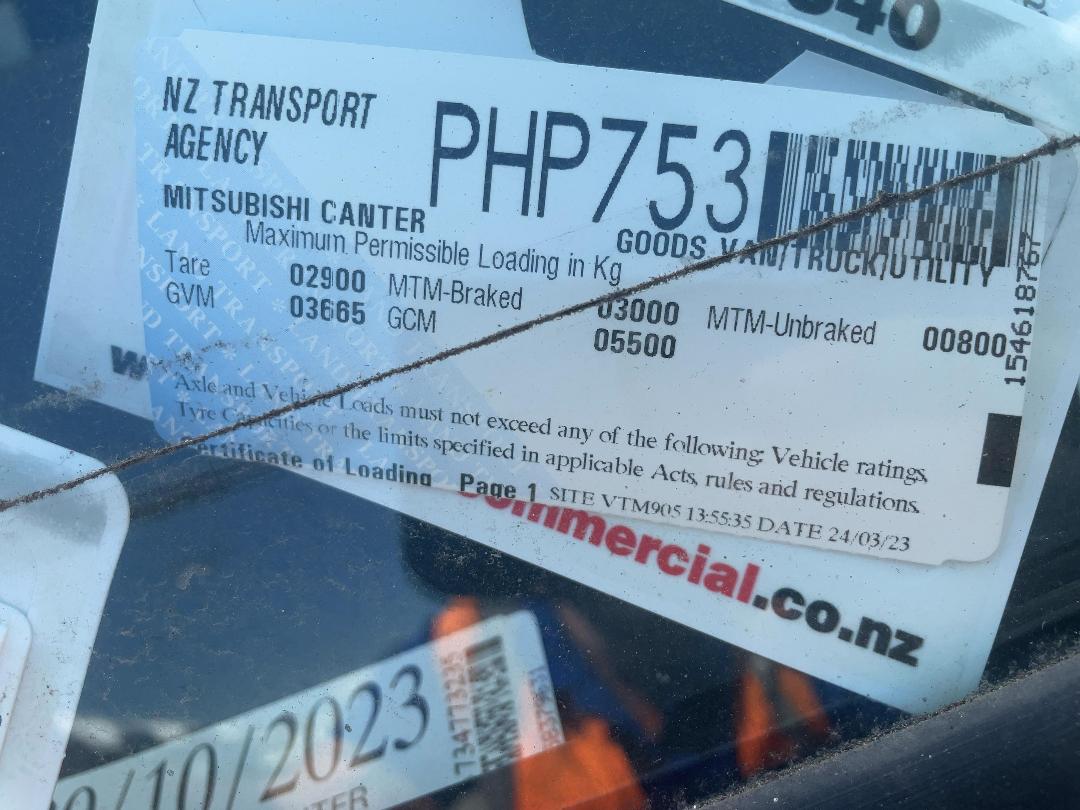 340
NZ TRANSPORT
AGENCY
PHP753
MITSUBISHI CANTER
GOODS VAN/TRUCK/UTILITY
Maximum Permissible Loading in Kg
Tare 02900 MTM-Braked 03000 MTM-Unbraked 00800
GVM 03665 GCM 05500
154618767
Axle and Vehicle Loads must not exceed any of the following: Vehicle ratings,
Tyre Capacities or the limits specified in applicable Acts, rules and regulations.
Certificate of Loading Page 1 SITE VTM905 13:55:35 DATE 24/03/23
commercial.co.nz
/10/2023